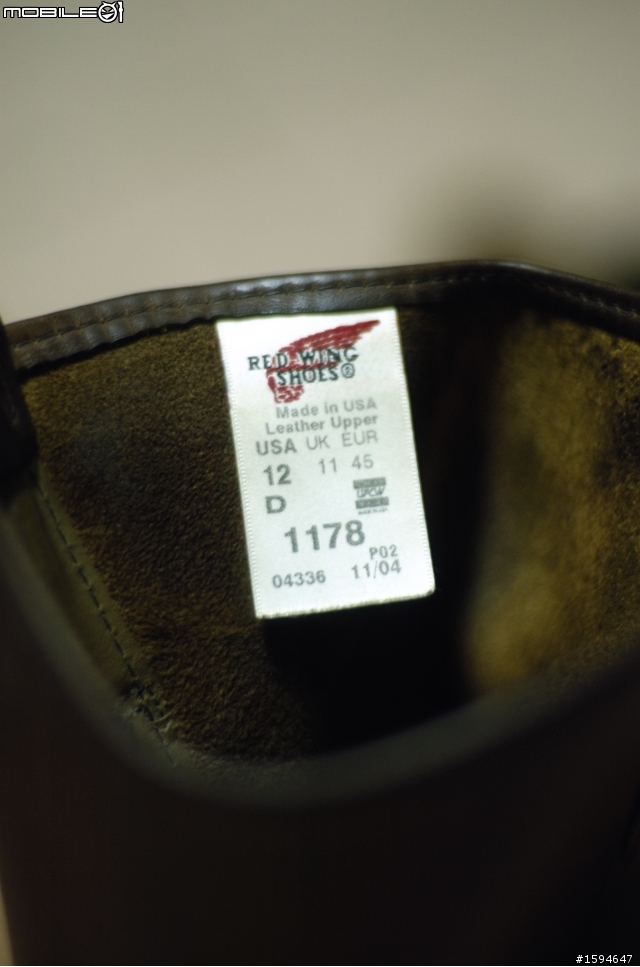 MOBILE01
RED WING
SHOES®
Made in USA
Leather Upper
USA UK EUR
12 11 45
D
1178
P02
04336 11/04
#1594647